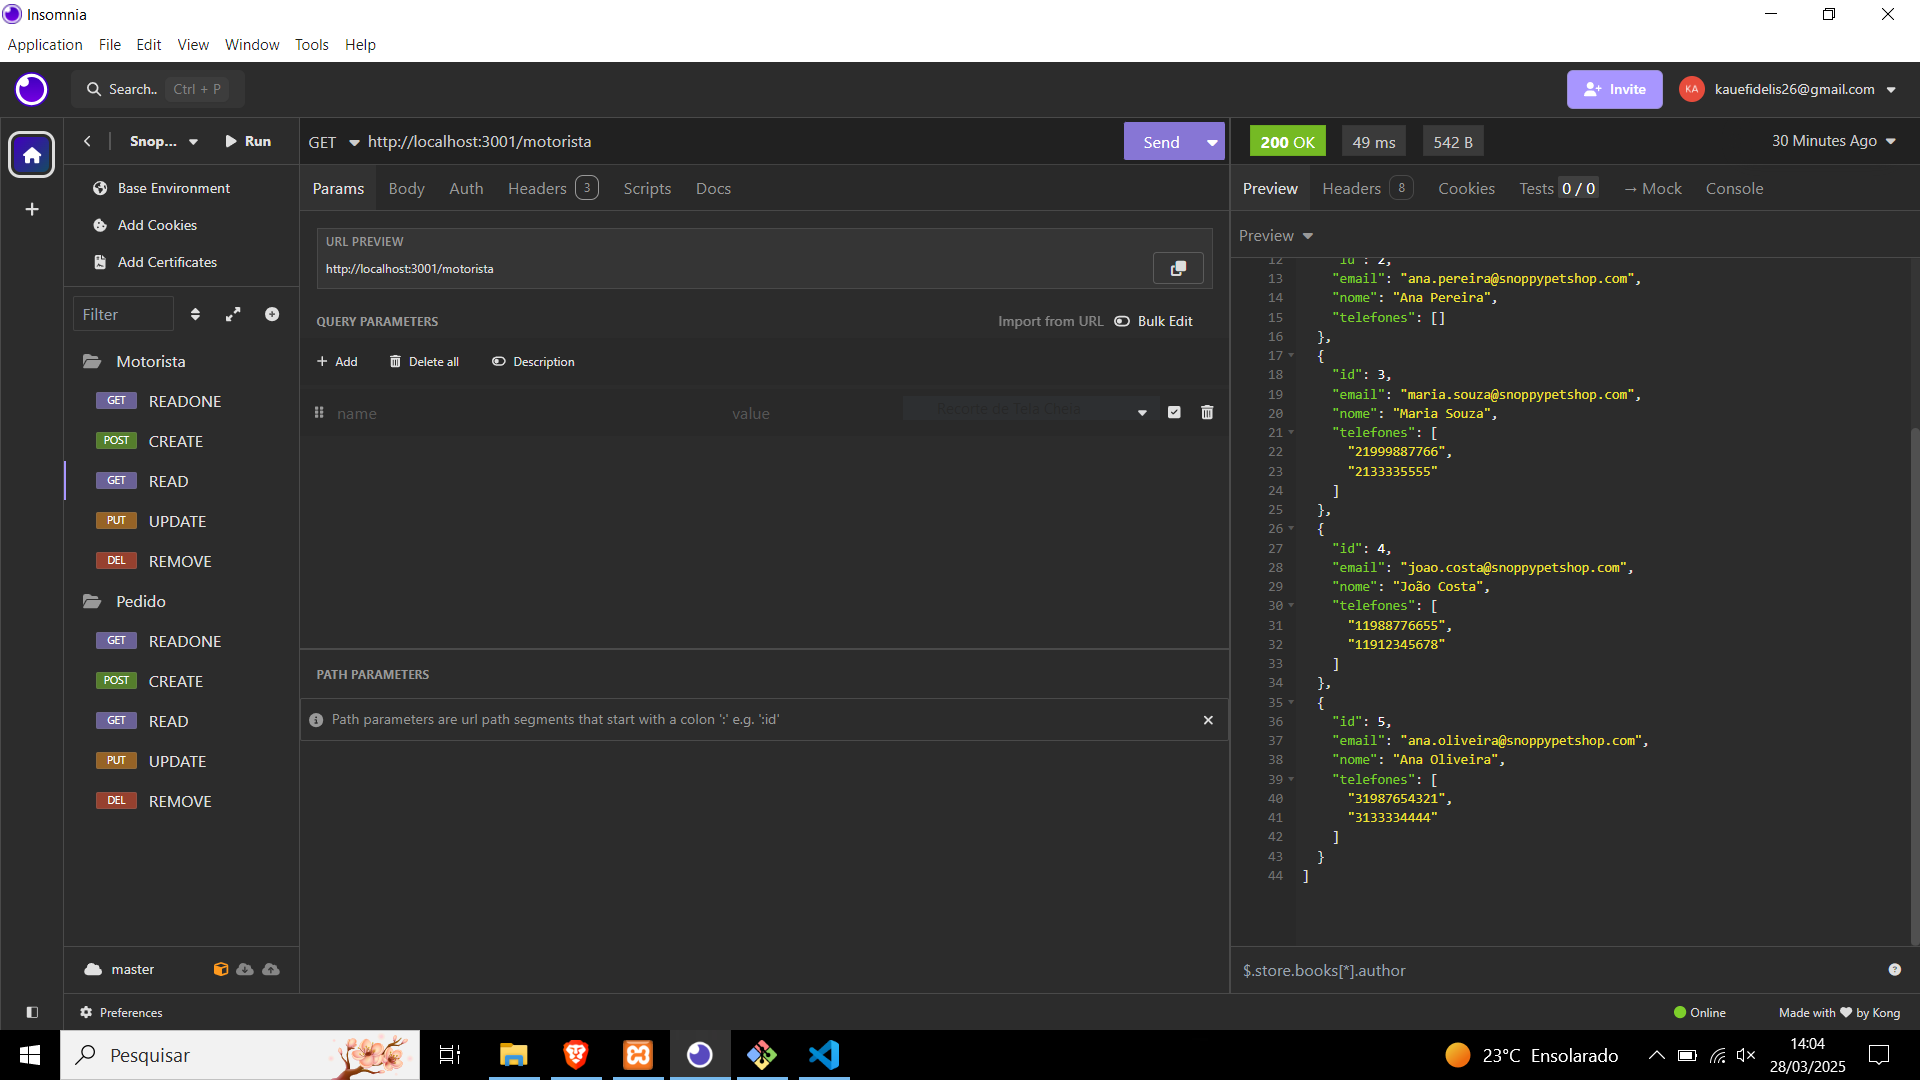 Insomnia
Application File Edit View Window Tools Help
Search.. Ctrl + P
Invite KA kauefidelis26@gmail.com
Snop... Run
GET http://localhost:3001/motorista Send
200 OK 49 ms 542 B 30 Minutes Ago
Base Environment
Add Cookies
Add Certificates
Filter
Motorista
GET READONE
POST CREATE
GET READ
PUT UPDATE
DEL REMOVE
Pedido
GET READONE
POST CREATE
GET READ
PUT UPDATE
DEL REMOVE
master
Params Body Auth Headers 3 Scripts Docs
URL PREVIEW
http://localhost:3001/motorista
QUERY PARAMETERS Import from URL Bulk Edit
Add Delete all Description
name value Recorte de Tela Cheia
PATH PARAMETERS
Path parameters are url path segments that start with a colon ':' e.g. ':id'
Preview Headers 8 Cookies Tests 0 / 0 → Mock Console
Preview
12 "id": 2,
13 "email": "ana.pereira@snoppypetshop.com",
14 "nome": "Ana Pereira",
15 "telefones": []
16 },
17 {
18 "id": 3,
19 "email": "maria.souza@snoppypetshop.com",
20 "nome": "Maria Souza",
21 "telefones": [
22 "21999887766",
23 "2133335555"
24 ]
25 },
26 {
27 "id": 4,
28 "email": "joao.costa@snoppypetshop.com",
29 "nome": "João Costa",
30 "telefones": [
31 "11988776655",
32 "11912345678"
33 ]
34 },
35 {
36 "id": 5,
37 "email": "ana.oliveira@snoppypetshop.com",
38 "nome": "Ana Oliveira",
39 "telefones": [
40 "31987654321",
41 "3133334444"
42 ]
43 }
44 ]
$.store.books[*].author
Preferences Online Made with by Kong
Pesquisar 23°C Ensolarado 14:04
28/03/2025